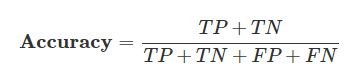 Accuracy = TP + TN / TP + TN + FP + FN